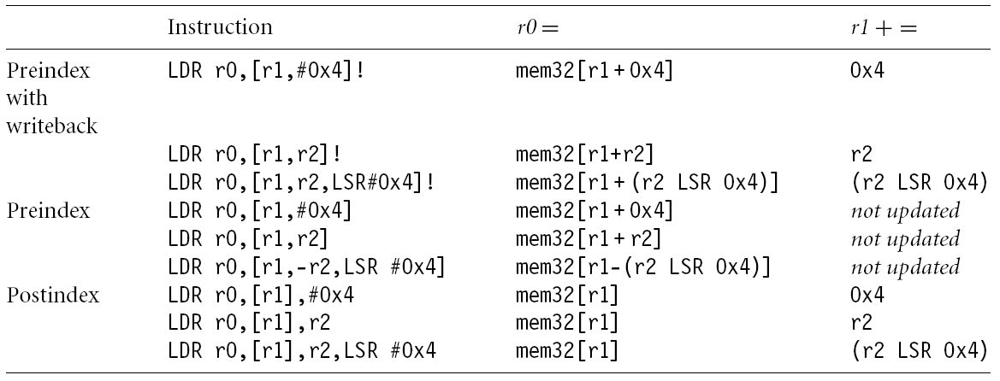 Instruction r0 = r1 + =
Preindex LDR r0,[r1,#0x4]! mem32[r1+0x4] 0x4
with
writeback
LDR r0,[r1,r2]! mem32[r1+r2] r2
LDR r0,[r1,r2,LSR#0x4]! mem32[r1+(r2 LSR 0x4)] (r2 LSR 0x4)
Preindex LDR r0,[r1,#0x4] mem32[r1+0x4] not updated
LDR r0,[r1,r2] mem32[r1+r2] not updated
LDR r0,[r1,-r2,LSR #0x4] mem32[r1-(r2 LSR 0x4)] not updated
Postindex LDR r0,[r1],#0x4 mem32[r1] 0x4
LDR r0,[r1],r2 mem32[r1] r2
LDR r0,[r1],r2,LSR #0x4 mem32[r1] (r2 LSR 0x4)